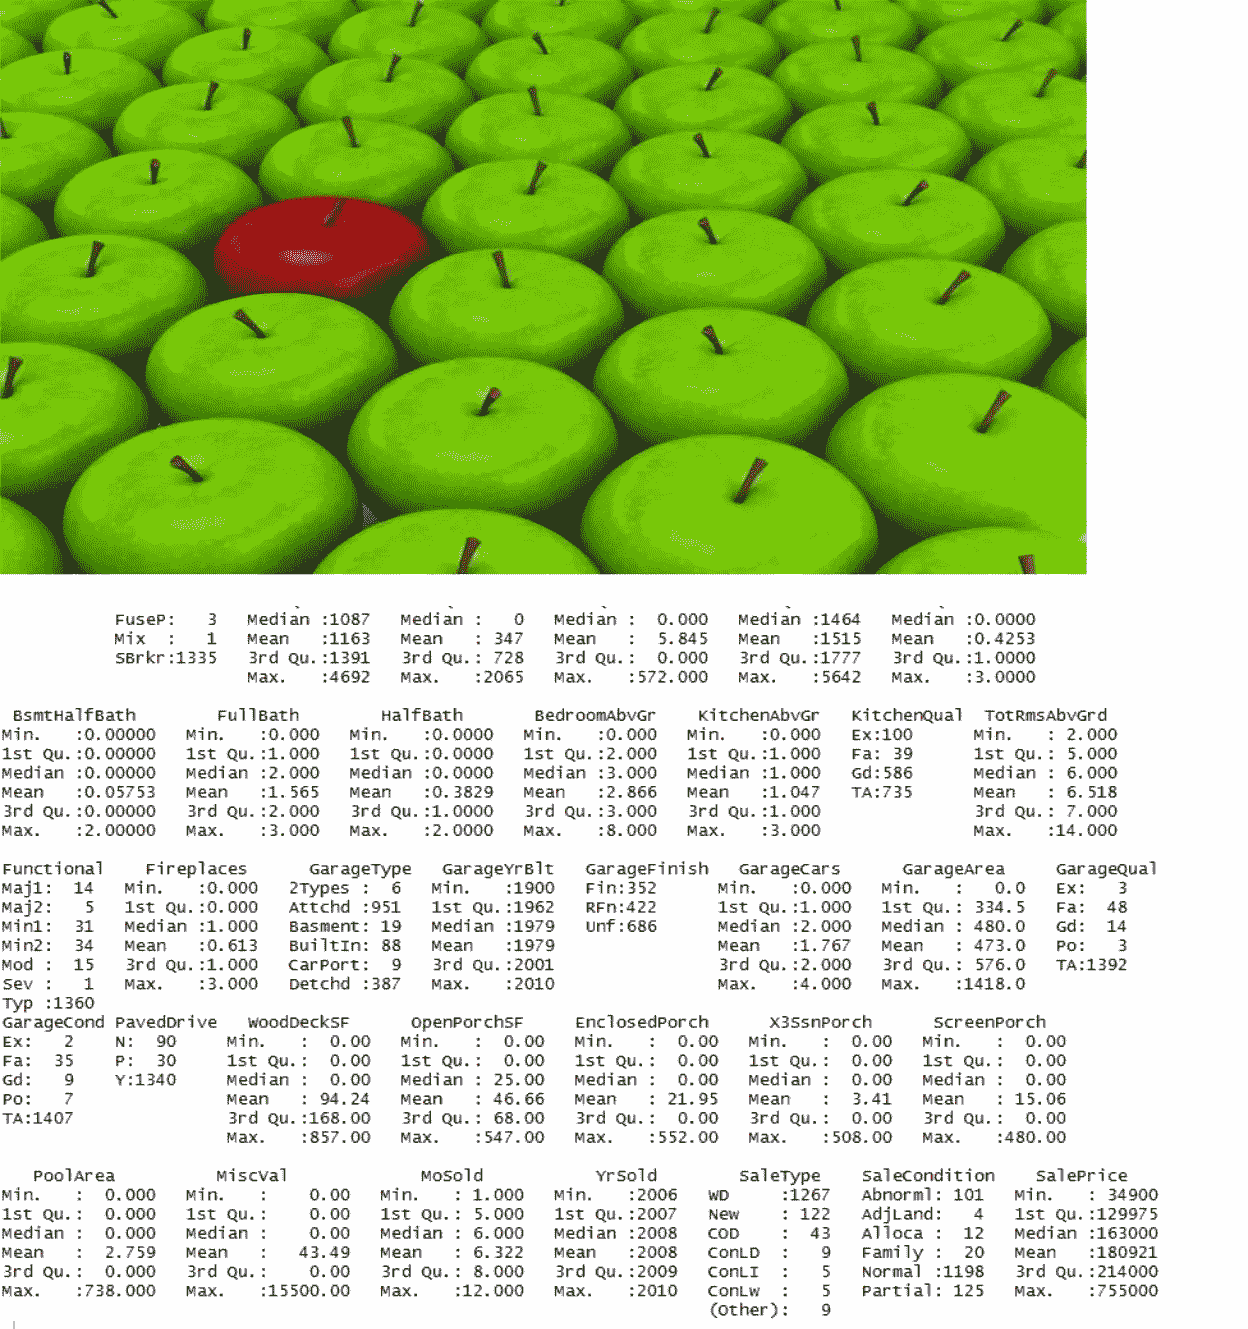 FuseP:   3   Median :1087   Median :   0   Median :  0.000   Median :1464   Median :0.0000
Mix  :   1   Mean   :1163   Mean   : 347   Mean   :  5.845   Mean   :1515   Mean   :0.4253
SBrkr:1335   3rd Qu.:1391   3rd Qu.: 728   3rd Qu.:  0.000   3rd Qu.:1777   3rd Qu.:1.0000
Max.   :4692   Max.   :2065   Max.   :572.000   Max.   :5642   Max.   :3.0000
BsmtHalfBath   FullBath   HalfBath   BedroomAbvGr   KitchenAbvGr   KitchenQual   TotRmsAbvGrd
Min.   :0.00000   Min.   :0.000   Min.   :0.0000   Min.   :0.000   Min.   :0.000   Ex:100   Min.   : 2.000
1st Qu.:0.00000   1st Qu.:1.000   1st Qu.:0.0000   1st Qu.:2.000   1st Qu.:1.000   Fa: 39   1st Qu.: 5.000
Median :0.00000   Median :2.000   Median :0.0000   Median :3.000   Median :1.000   Gd:586   Median : 6.000
Mean   :0.05753   Mean   :1.565   Mean   :0.3829   Mean   :2.866   Mean   :1.047   TA:735   Mean   : 6.518
3rd Qu.:0.00000   3rd Qu.:2.000   3rd Qu.:1.0000   3rd Qu.:3.000   3rd Qu.:1.000   3rd Qu.: 7.000
Max.   :2.00000   Max.   :3.000   Max.   :2.0000   Max.   :8.000   Max.   :3.000   Max.   :14.000
Functional   Fireplaces   GarageType   GarageYrBlt   GarageFinish   GarageCars   GarageArea   GarageQual
Maj1:  14   Min.   :0.000   2Types :  6   Min.   :1900   Fin:352   Min.   :0.000   Min.   :   0.0   Ex:   3
Maj2:   5   1st Qu.:0.000   Attchd :951   1st Qu.:1962   RFn:422   1st Qu.:1.000   1st Qu.: 334.5   Fa:  48
Min1:  31   Median :1.000   Basment: 19   Median :1979   Unf:686   Median :2.000   Median : 480.0   Gd:  14
Min2:  34   Mean   :0.613   BuiltIn: 88   Mean   :1979   Mean   :1.767   Mean   : 473.0   Po:   3
Mod :  15   3rd Qu.:1.000   CarPort:  9   3rd Qu.:2001   3rd Qu.:2.000   3rd Qu.: 576.0   TA:1392
Sev :   1   Max.   :3.000   Detchd :387   Max.   :2010   Max.   :4.000   Max.   :1418.0
Typ :1360
GarageCond   PavedDrive   WoodDeckSF   OpenPorchSF   EnclosedPorch   X3SsnPorch   ScreenPorch
Ex:   2   N:  90   Min.   :  0.00   Min.   :  0.00   Min.   :  0.00   Min.   :  0.00   Min.   :  0.00
Fa:  35   P:  30   1st Qu.:  0.00   1st Qu.:  0.00   1st Qu.:  0.00   1st Qu.:  0.00   1st Qu.:  0.00
Gd:   9   Y:1340   Median :  0.00   Median : 25.00   Median :  0.00   Median :  0.00   Median :  0.00
Po:   7   Mean   : 94.24   Mean   : 46.66   Mean   : 21.95   Mean   :  3.41   Mean   : 15.06
TA:1407   3rd Qu.:168.00   3rd Qu.: 68.00   3rd Qu.:  0.00   3rd Qu.:  0.00   3rd Qu.:  0.00
Max.   :857.00   Max.   :547.00   Max.   :552.00   Max.   :508.00   Max.   :480.00
PoolArea   MiscVal   MoSold   YrSold   SaleType   SaleCondition   SalePrice
Min.   :  0.000   Min.   :    0.00   Min.   : 1.000   Min.   :2006   WD     :1267   Abnorml: 101   Min.   : 34900
1st Qu.:  0.000   1st Qu.:    0.00   1st Qu.: 5.000   1st Qu.:2007   New    : 122   AdjLand:   4   1st Qu.:129975
Median :  0.000   Median :    0.00   Median : 6.000   Median :2008   COD    :  43   Alloca :  12   Median :163000
Mean   :  2.759   Mean   :   43.49   Mean   : 6.322   Mean   :2008   ConLD  :   9   Family :  20   Mean   :180921
3rd Qu.:  0.000   3rd Qu.:    0.00   3rd Qu.: 8.000   3rd Qu.:2009   ConLI  :   5   Normal :1198   3rd Qu.:214000
Max.   :738.000   Max.   :15500.00   Max.   :12.000   Max.   :2010   ConLw  :   5   Partial: 125   Max.   :755000
(Other):   9